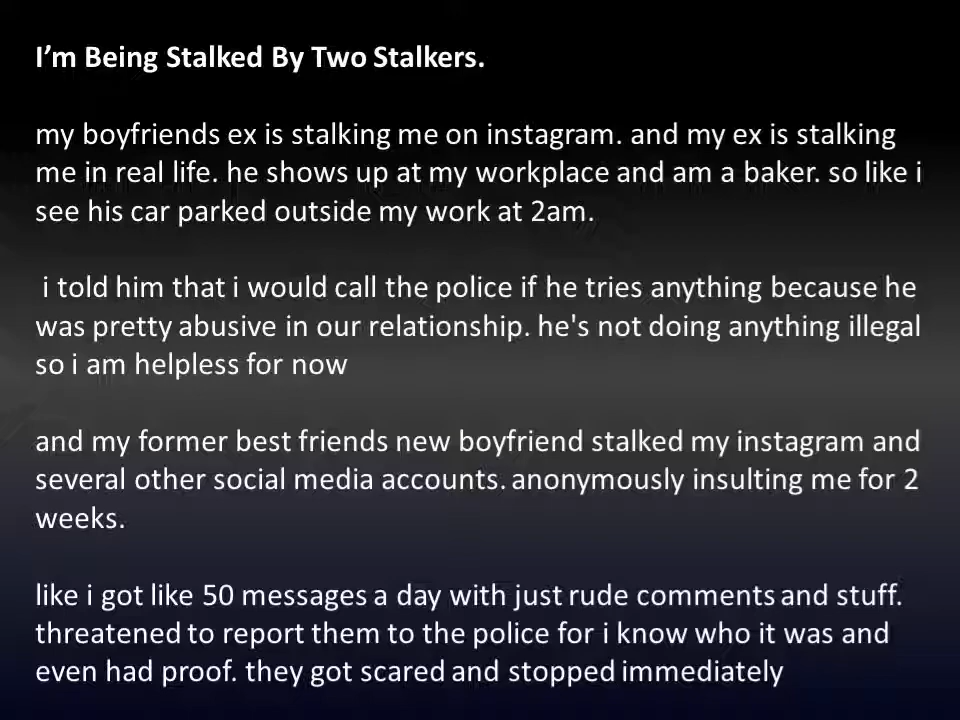 I’m Being Stalked By Two Stalkers.
my boyfriends ex is stalking me on instagram. and my ex is stalking
me in real life. he shows up at my workplace and am a baker. so like i
see his car parked outside my work at 2am.
i told him that i would call the police if he tries anything because he
was pretty abusive in our relationship. he's not doing anything illegal
so i am helpless for now
and my former best friends new boyfriend stalked my instagram and
several other social media accounts. anonymously insulting me for 2
weeks.
like i got like 50 messages a day with just rude comments and stuff.
threatened to report them to the police for i know who it was and
even had proof. they got scared and stopped immediately